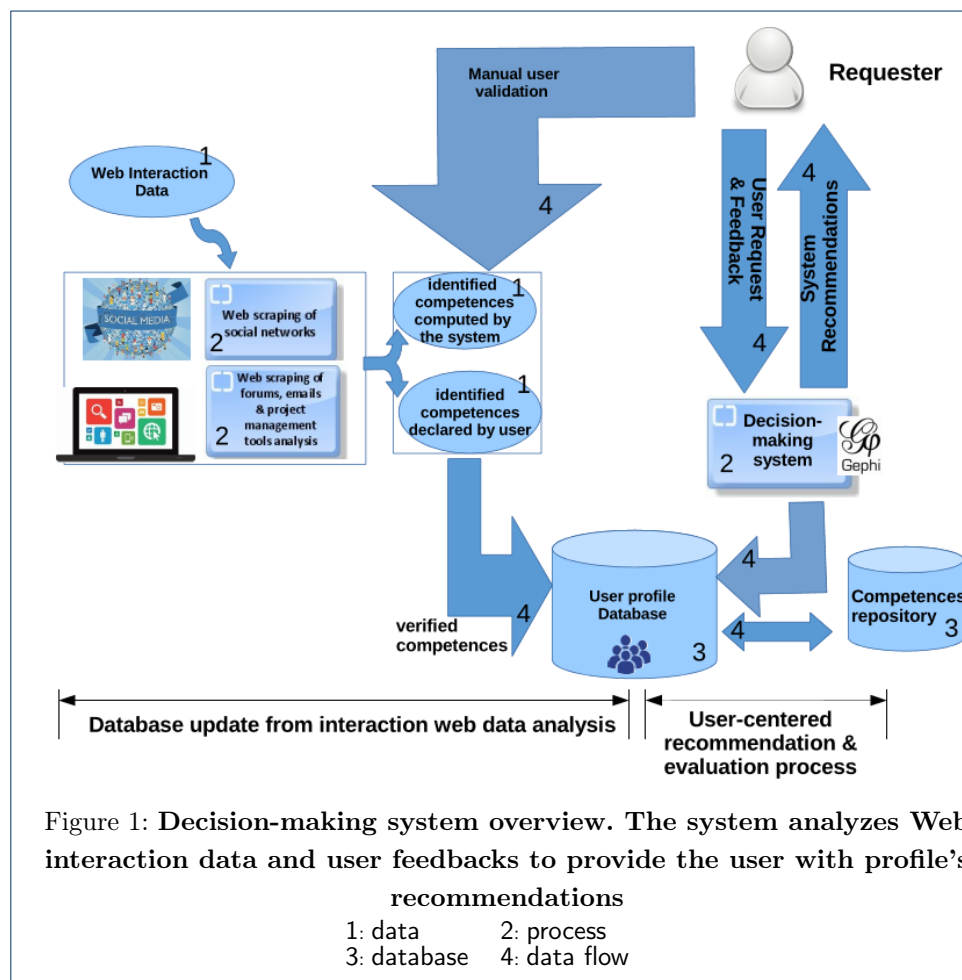 Manual user
validation
4
Requester
Web Interaction
Data
1
User Request
& Feedback
4
System
Recommendations
4
SOCIAL MEDIA
Web scraping of
social networks
2
Web scraping of
forums, emails
& project
management
tools analysis
2
identified
competences
computed by
the system
1
identified
competences
declared by user
1
Decision-
making
system
2
Gephi
verified
competences
4
User profile
Database
3
4
4
Competences
repository
3
Database update from interaction web data analysis
User-centered
recommendation &
evaluation process
Figure 1: Decision-making system overview. The system analyzes Web
interaction data and user feedbacks to provide the user with profile's
recommendations
1: data 2: process
3: database 4: data flow